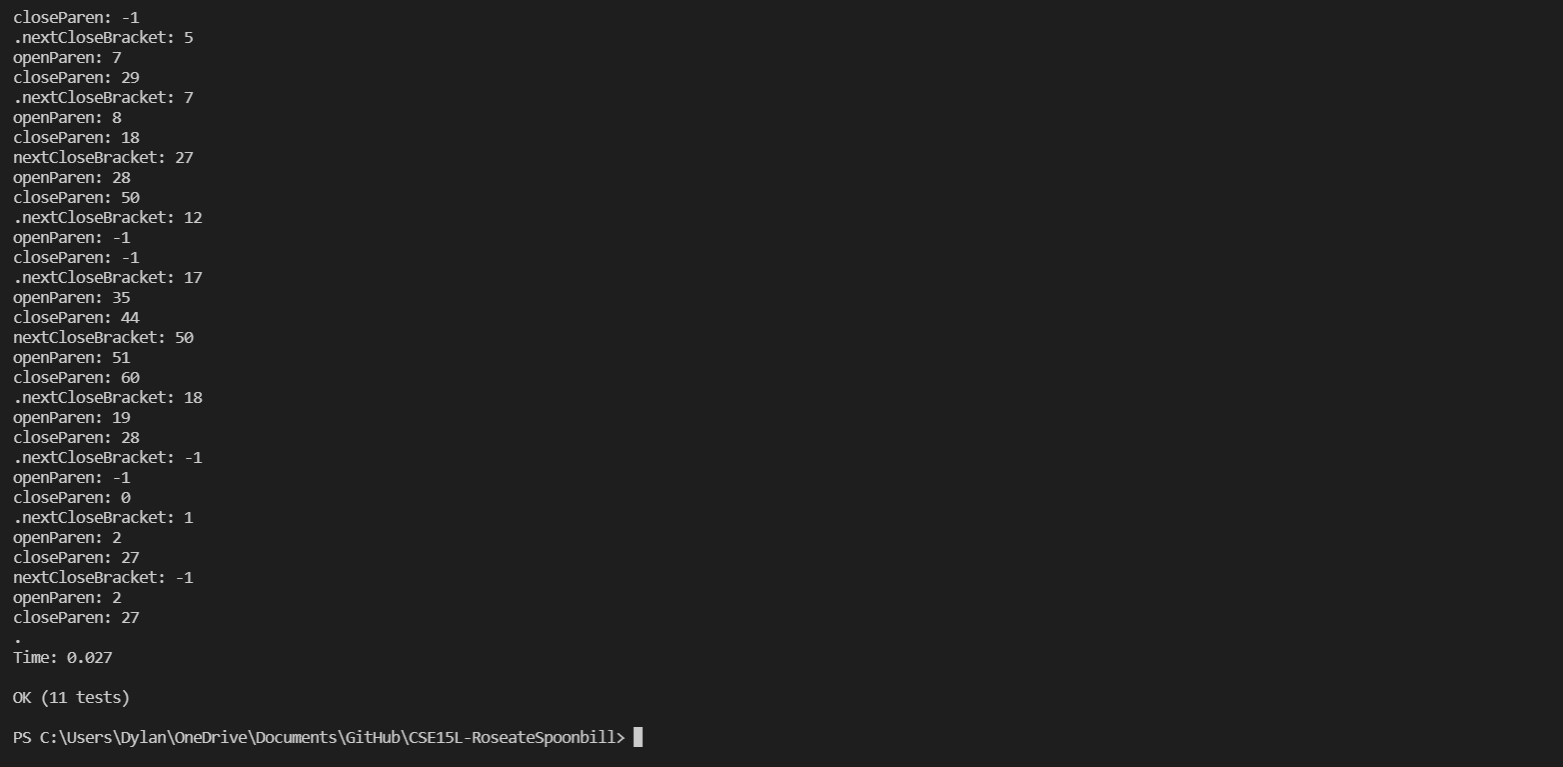 closeParen: -1
.nextCloseBracket: 5
openParen: 7
closeParen: 29
.nextCloseBracket: 7
openParen: 8
closeParen: 18
nextCloseBracket: 27
openParen: 28
closeParen: 50
.nextCloseBracket: 12
openParen: -1
closeParen: -1
.nextCloseBracket: 17
openParen: 35
closeParen: 44
nextCloseBracket: 50
openParen: 51
closeParen: 60
.nextCloseBracket: 18
openParen: 19
closeParen: 28
.nextCloseBracket: -1
openParen: -1
closeParen: 0
.nextCloseBracket: 1
openParen: 2
closeParen: 27
nextCloseBracket: -1
openParen: 2
closeParen: 27
.
Time: 0.027
OK (11 tests)
PS C:\Users\Dylan\OneDrive\Documents\GitHub\CSE15L-RoseateSpoonbill>